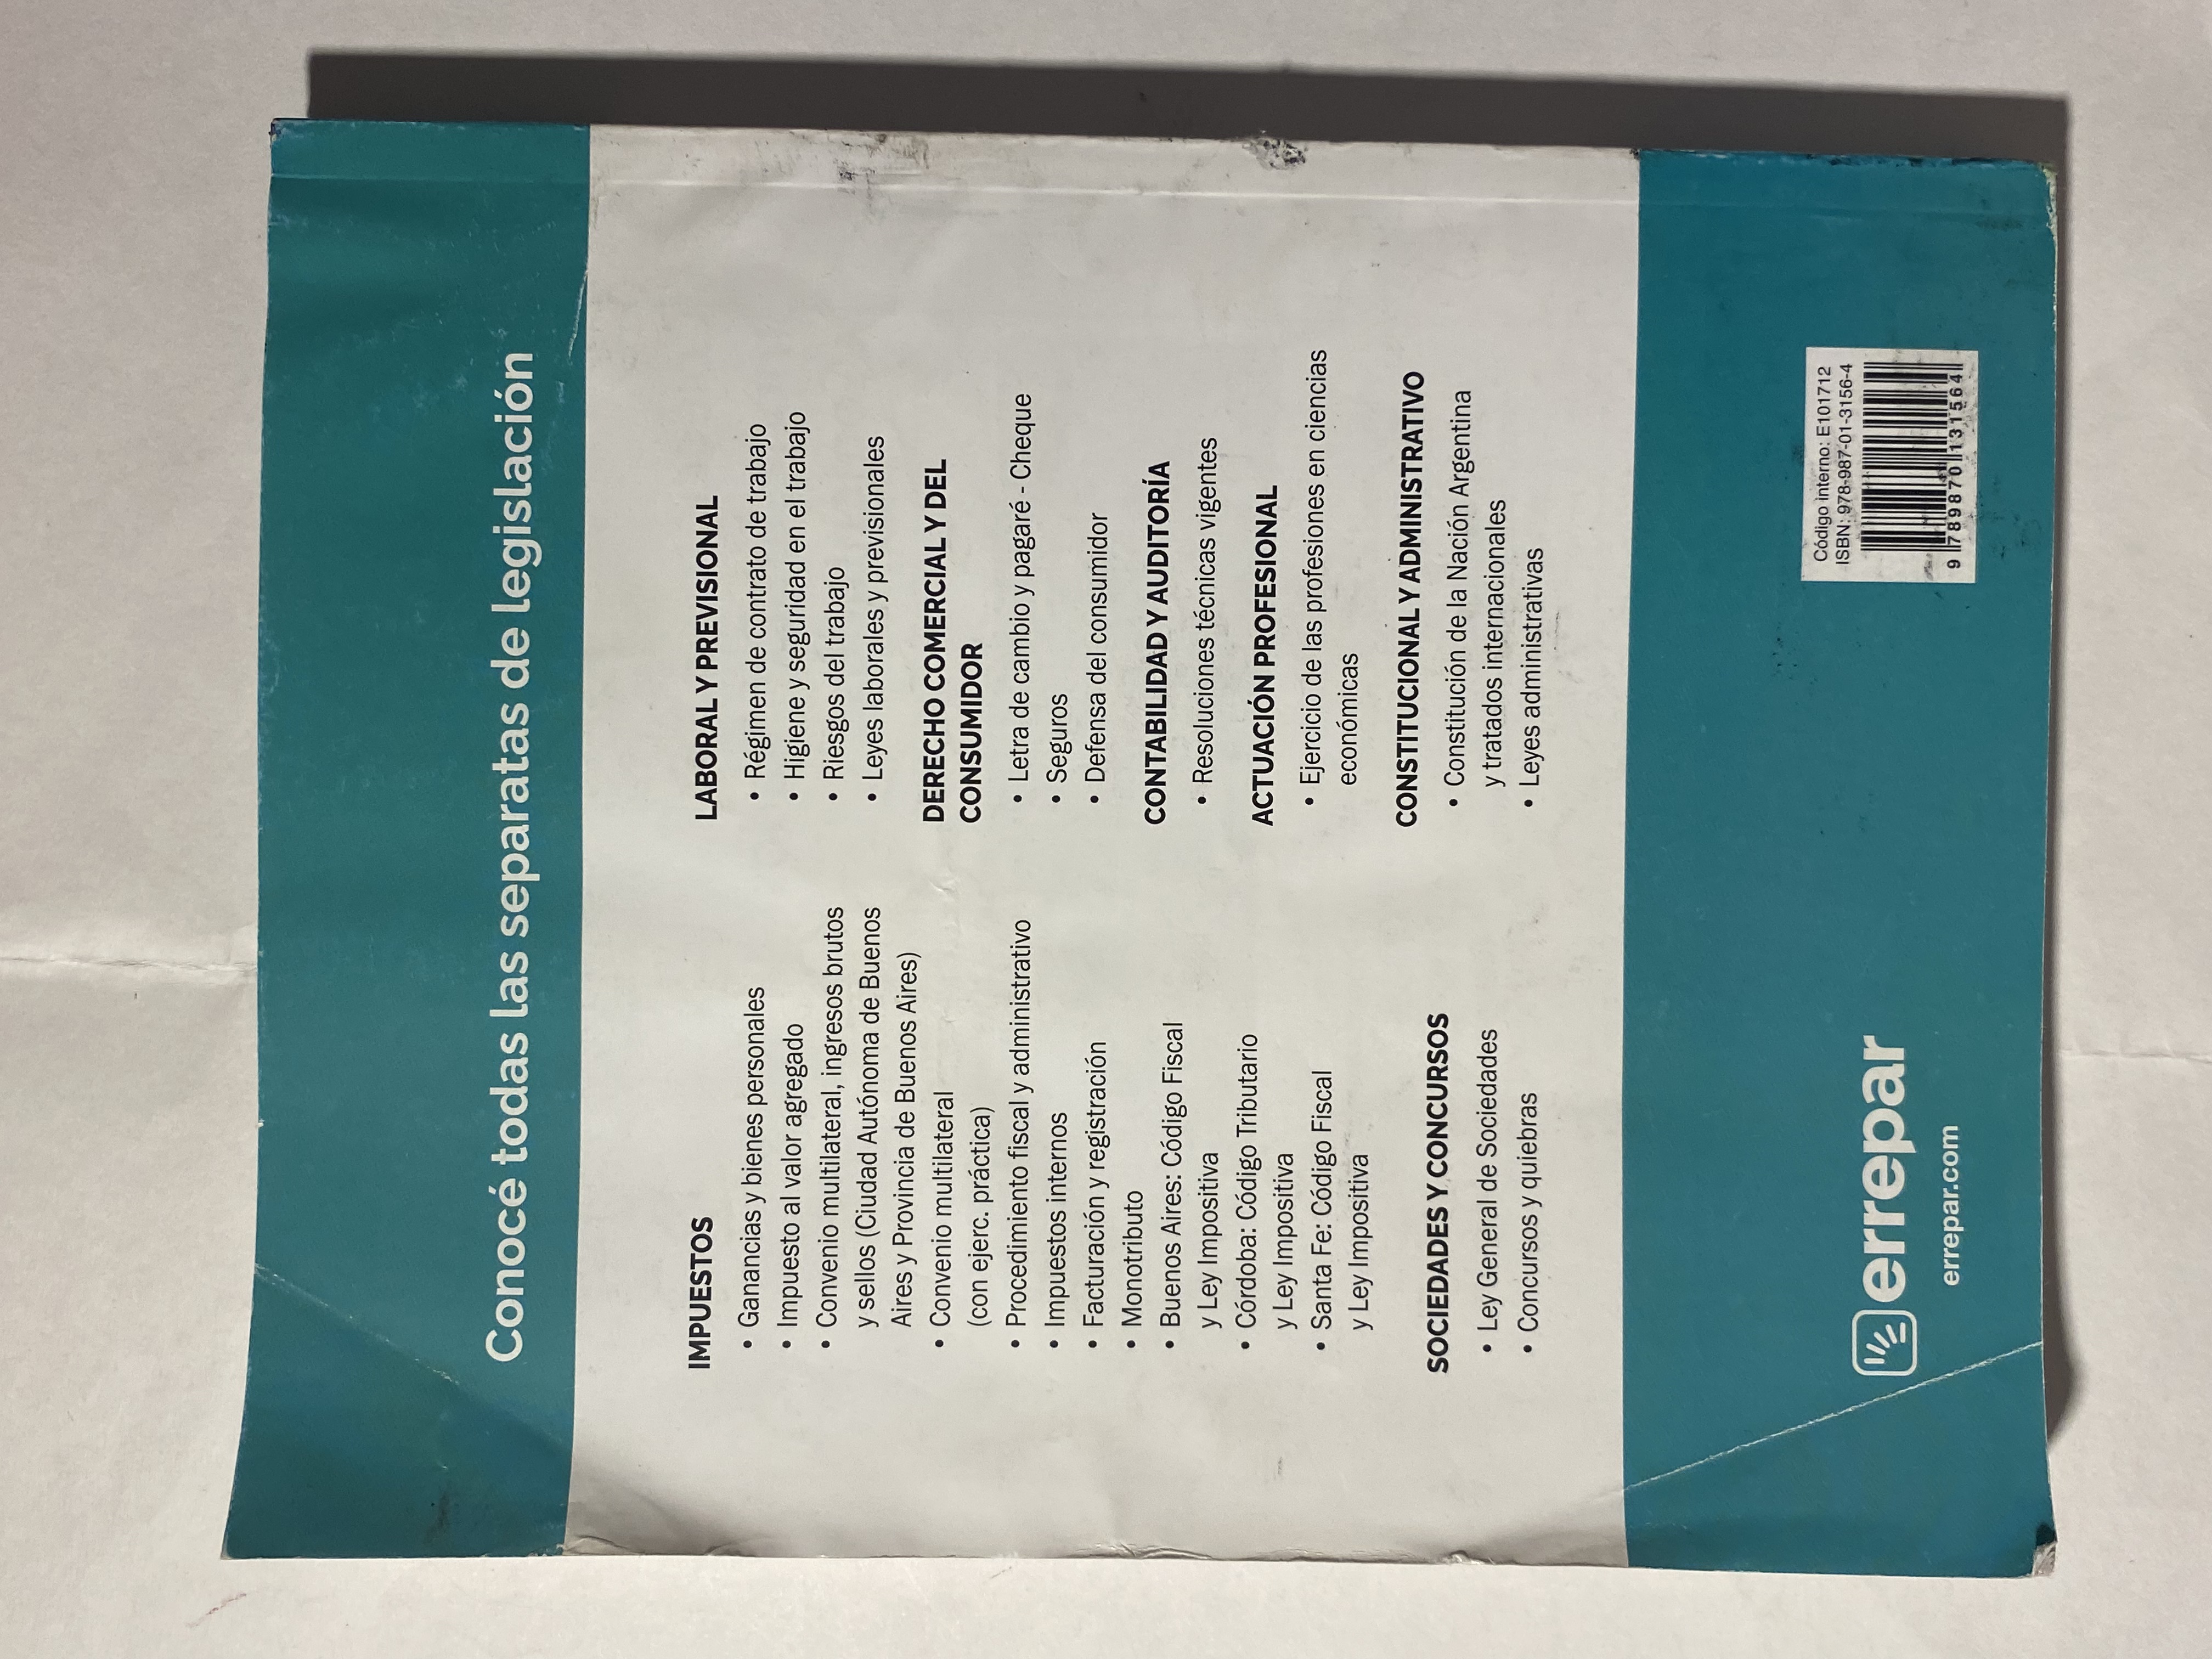 Conocé todas las separatas de legislación
IMPUESTOS
• Ganancias y bienes personales
• Impuesto al valor agregado
• Convenio multilateral, ingresos brutos
y sellos (Ciudad Autónoma de Buenos
Aires y Provincia de Buenos Aires)
• Convenio multilateral
(con ejerc. práctica)
• Procedimiento fiscal y administrativo
• Impuestos internos
• Facturación y registración
• Monotributo
• Buenos Aires: Código Fiscal
y Ley Impositiva
• Córdoba: Código Tributario
y Ley Impositiva
• Santa Fe: Código Fiscal
y Ley Impositiva
SOCIEDADES Y CONCURSOS
• Ley General de Sociedades
• Concursos y quiebras
LABORAL Y PREVISIONAL
• Régimen de contrato de trabajo
• Higiene y seguridad en el trabajo
• Riesgos del trabajo
• Leyes laborales y previsionales
DERECHO COMERCIAL Y DEL
CONSUMIDOR
• Letra de cambio y pagaré - Cheque
• Seguros
• Defensa del consumidor
CONTABILIDAD Y AUDITORÍA
• Resoluciones técnicas vigentes
ACTUACIÓN PROFESIONAL
• Ejercicio de las profesiones en ciencias
económicas
CONSTITUCIONAL Y ADMINISTRATIVO
• Constitución de la Nación Argentina
y tratados internacionales
• Leyes administrativas
errepar
errepar.com
Código interno: E101712
ISBN: 978-987-01-3156-4
9 789870 131564